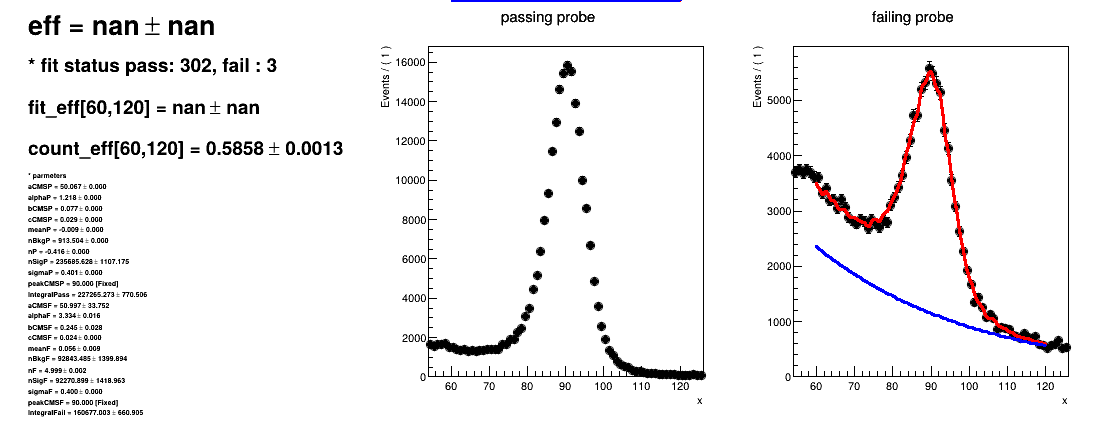 eff = nan ± nan
* fit status pass: 302, fail : 3
fit_eff[60,120] = nan ± nan
count_eff[60,120] = 0.5858 ± 0.0013
* parmeters
aCMSP = 50.067 ± 0.000
alphaP = 1.218 ± 0.000
bCMSP = 0.077 ± 0.000
cCMSP = 0.029 ± 0.000
meanP = -0.009 ± 0.000
nBkgP = 913.504 ± 0.000
nP = -0.416 ± 0.000
nSigP = 235685.628 ± 1107.175
sigmaP = 0.401 ± 0.000
peakCMSP = 90.000 [Fixed]
integralPass = 227265.273 ± 770.506
aCMSF = 50.997 ± 33.752
alphaF = 3.334 ± 0.016
bCMSF = 0.245 ± 0.028
cCMSF = 0.024 ± 0.000
meanF = 0.056 ± 0.009
nBkgF = 92843.485 ± 1399.894
nF = 4.999 ± 0.002
nSigF = 92270.899 ± 1418.963
sigmaF = 0.400 ± 0.000
peakCMSF = 90.000 [Fixed]
integralFail = 160677.003 ± 660.905
passing probe
Events / ( 1 )
16000
14000
12000
10000
8000
6000
4000
2000
0
60 70 80 90 100 110 120
x
failing probe
Events / ( 1 )
5000
4000
3000
2000
1000
0
60 70 80 90 100 110 120
x